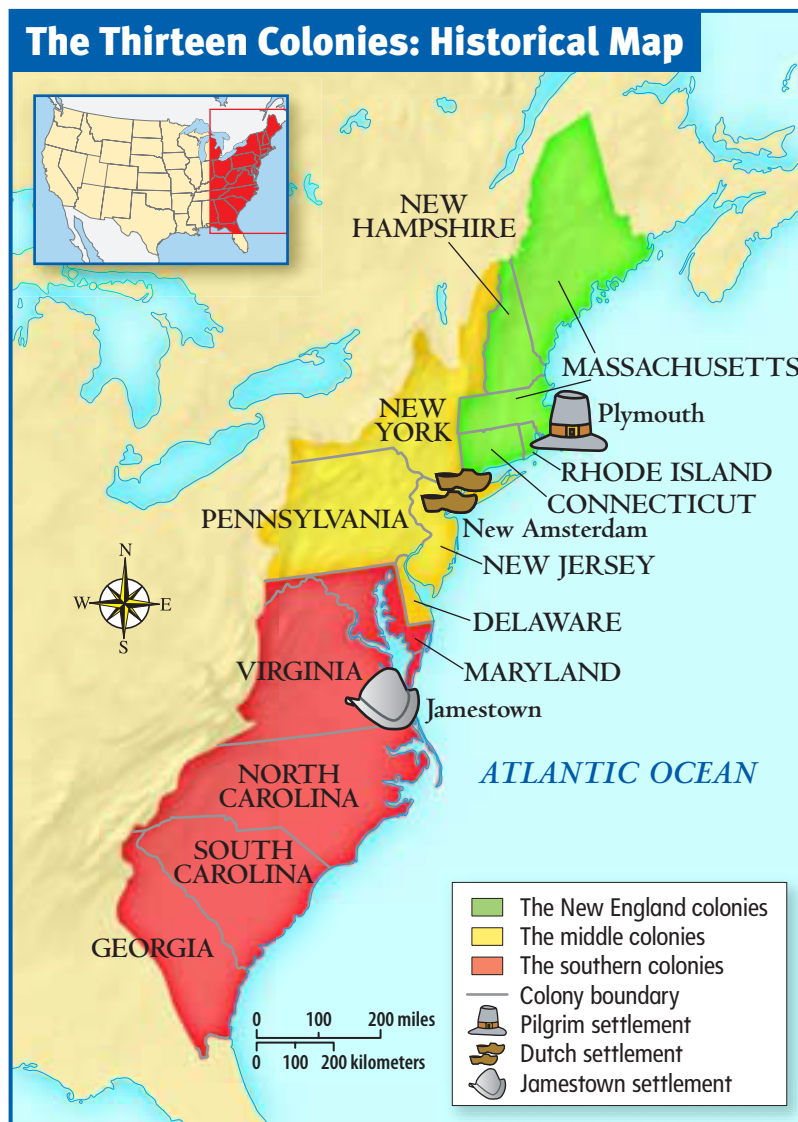 The Thirteen Colonies: Historical Map
NEW
HAMPSHIRE
MASSACHUSETTS
NEW
YORK
Plymouth
RHODE ISLAND
CONNECTICUT
PENNSYLVANIA
New Amsterdam
NEW JERSEY
N
W
E
S
DELAWARE
MARYLAND
VIRGINIA
Jamestown
NORTH
CAROLINA
ATLANTIC OCEAN
SOUTH
CAROLINA
GEORGIA
The New England colonies
The middle colonies
The southern colonies
Colony boundary
Pilgrim settlement
Dutch settlement
Jamestown settlement
0 100 200 miles
0 100 200 kilometers